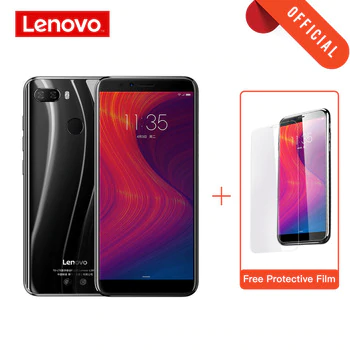 Lenovo
OFFICIAL
11:35
Lenovo
+
Free Protective Film